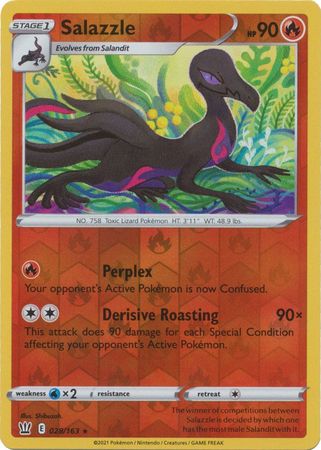 STAGE 1
Salazzle
HP 90
Evolves from Salandit
NO. 758 Toxic Lizard Pokémon HT: 3'11" WT: 48.9 lbs.
Perplex
Your opponent's Active Pokémon is now Confused.
Derisive Roasting 90×
This attack does 90 damage for each Special Condition
affecting your opponent's Active Pokémon.
weakness ×2 resistance retreat
Illus. Shibuzoh.
E 028/163 ★
The winner of competitions between
Salazzle is decided by which one
has the most male Salandit with it.
©2021 Pokémon / Nintendo / Creatures / GAME FREAK